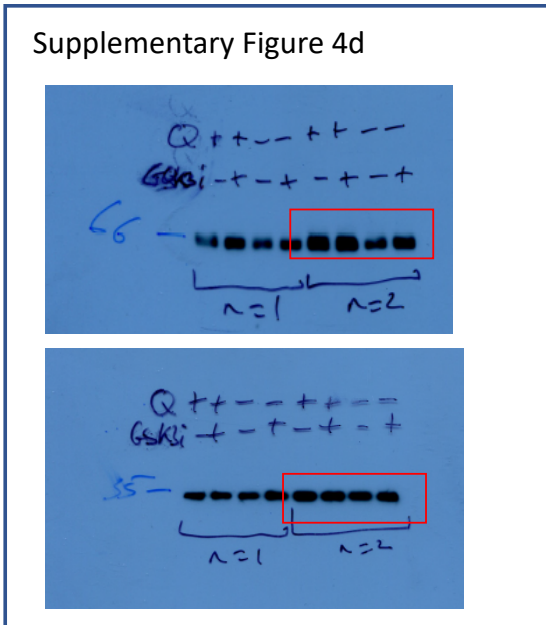 Supplementary Figure 4d
Q + + - - + + - -
GSK3i - + - + - + - +
66 -
n=1 n=2
Q + + - - + + - -
GSK3i - + - + - + - +
35 -
n=1 n=2